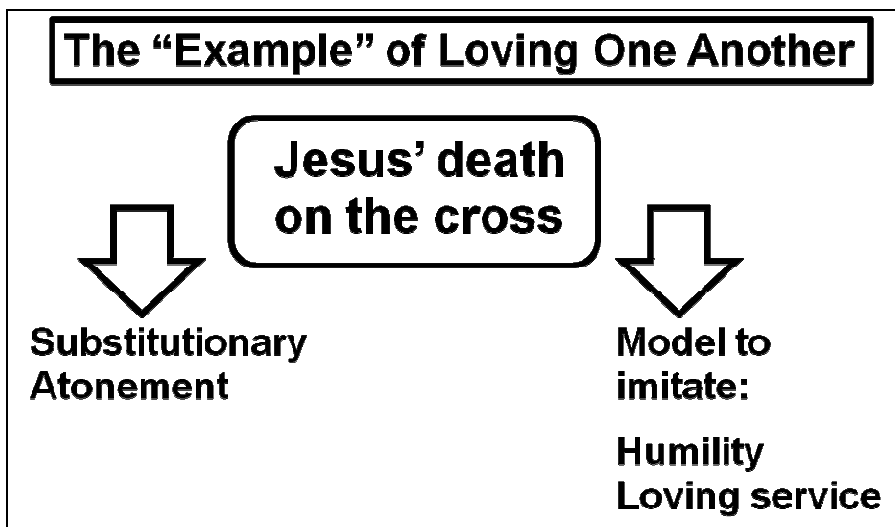 The “Example” of Loving One Another
Jesus’ death
on the cross
Substitutionary
Atonement
Model to
imitate:
Humility
Loving service